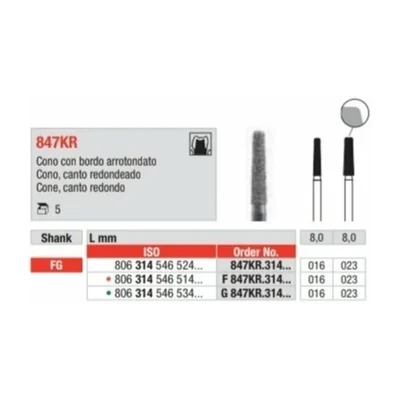 847KR
Cono con bordo arrotondato
Cono, canto redondeado
Cone, canto redondo
5
Shank L mm 8,0 8,0
ISO Order No.
FG 806 314 546 524... 847KR.314... 016 023
806 314 546 514... F 847KR.314... 016 023
806 314 546 534... G 847KR.314... 016 023